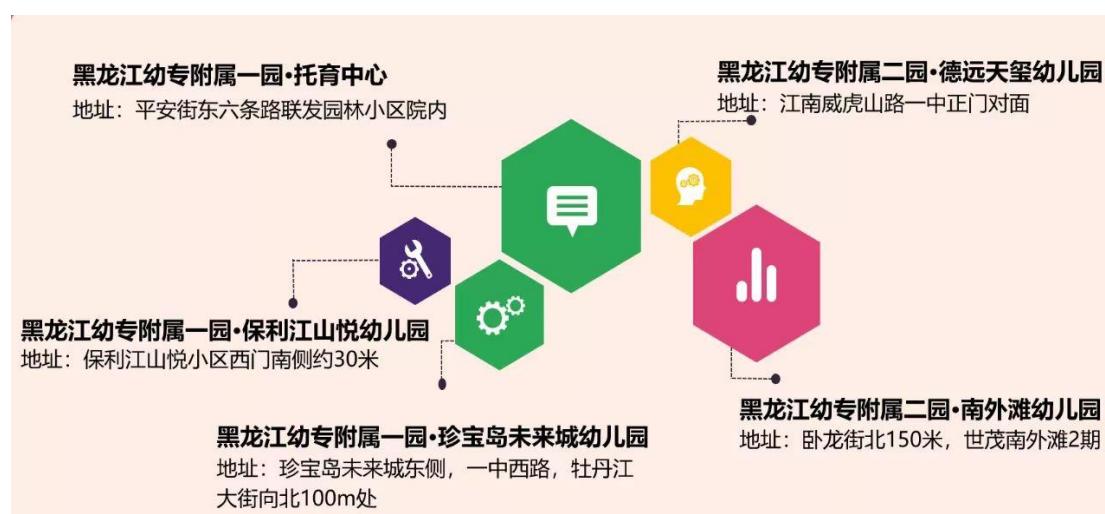 黑龙江幼专附属一园·托育中心
地址：平安街东六条路联发园林小区院内
黑龙江幼专附属二园·德远天玺幼儿园
地址：江南威虎山路一中正门对面
黑龙江幼专附属一园·保利江山悦幼儿园
地址：保利江山悦小区西门南侧约30米
黑龙江幼专附属一园·珍宝岛未来城幼儿园
地址：珍宝岛未来城东侧，一中西路，牡丹江
大街向北100m处
黑龙江幼专附属二园·南外滩幼儿园
地址：卧龙街北150米，世茂南外滩2期